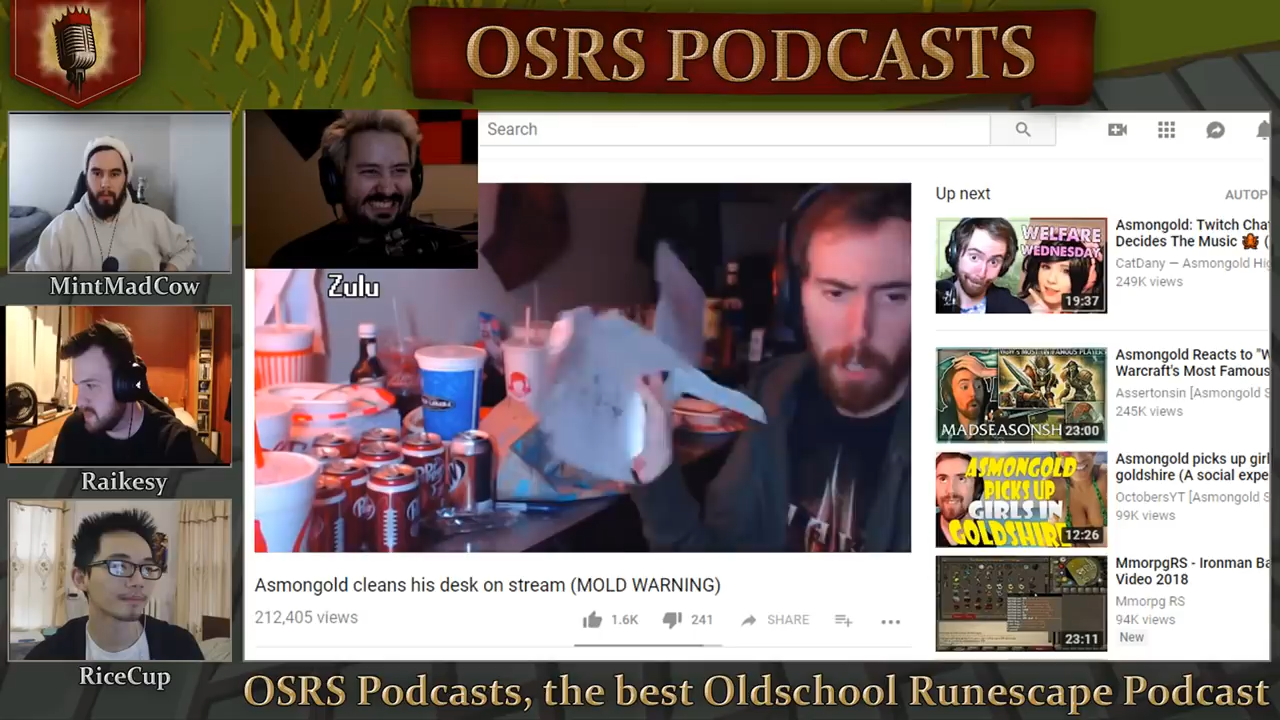 OSRS PODCASTS
MintMadCow
Raikesy
RiceCup
Zulu
Search
Up next
AUTOP
WELFARE
WEDNESDAY
19:37
Asmongold: Twitch Cha
Decides The Music
CatDany — Asmongold Hig
249K views
MADSEASONSH
23:00
Asmongold Reacts to "W
Warcraft's Most Famous
Assertonsin [Asmongold S
245K views
ASMONGOLD
PICKS UP
GIRLS IN
GOLDSHIRE
12:26
Asmongold picks up girl
goldshire (A social expe
OctobersYT [Asmongold S
99K views
23:11
MmorpgRS - Ironman Ba
Video 2018
Mmorpg RS
94K views
New
Asmongold cleans his desk on stream (MOLD WARNING)
212,405 views
1.6K
241
SHARE
OSRS Podcasts, the best Oldschool Runescape Podcast